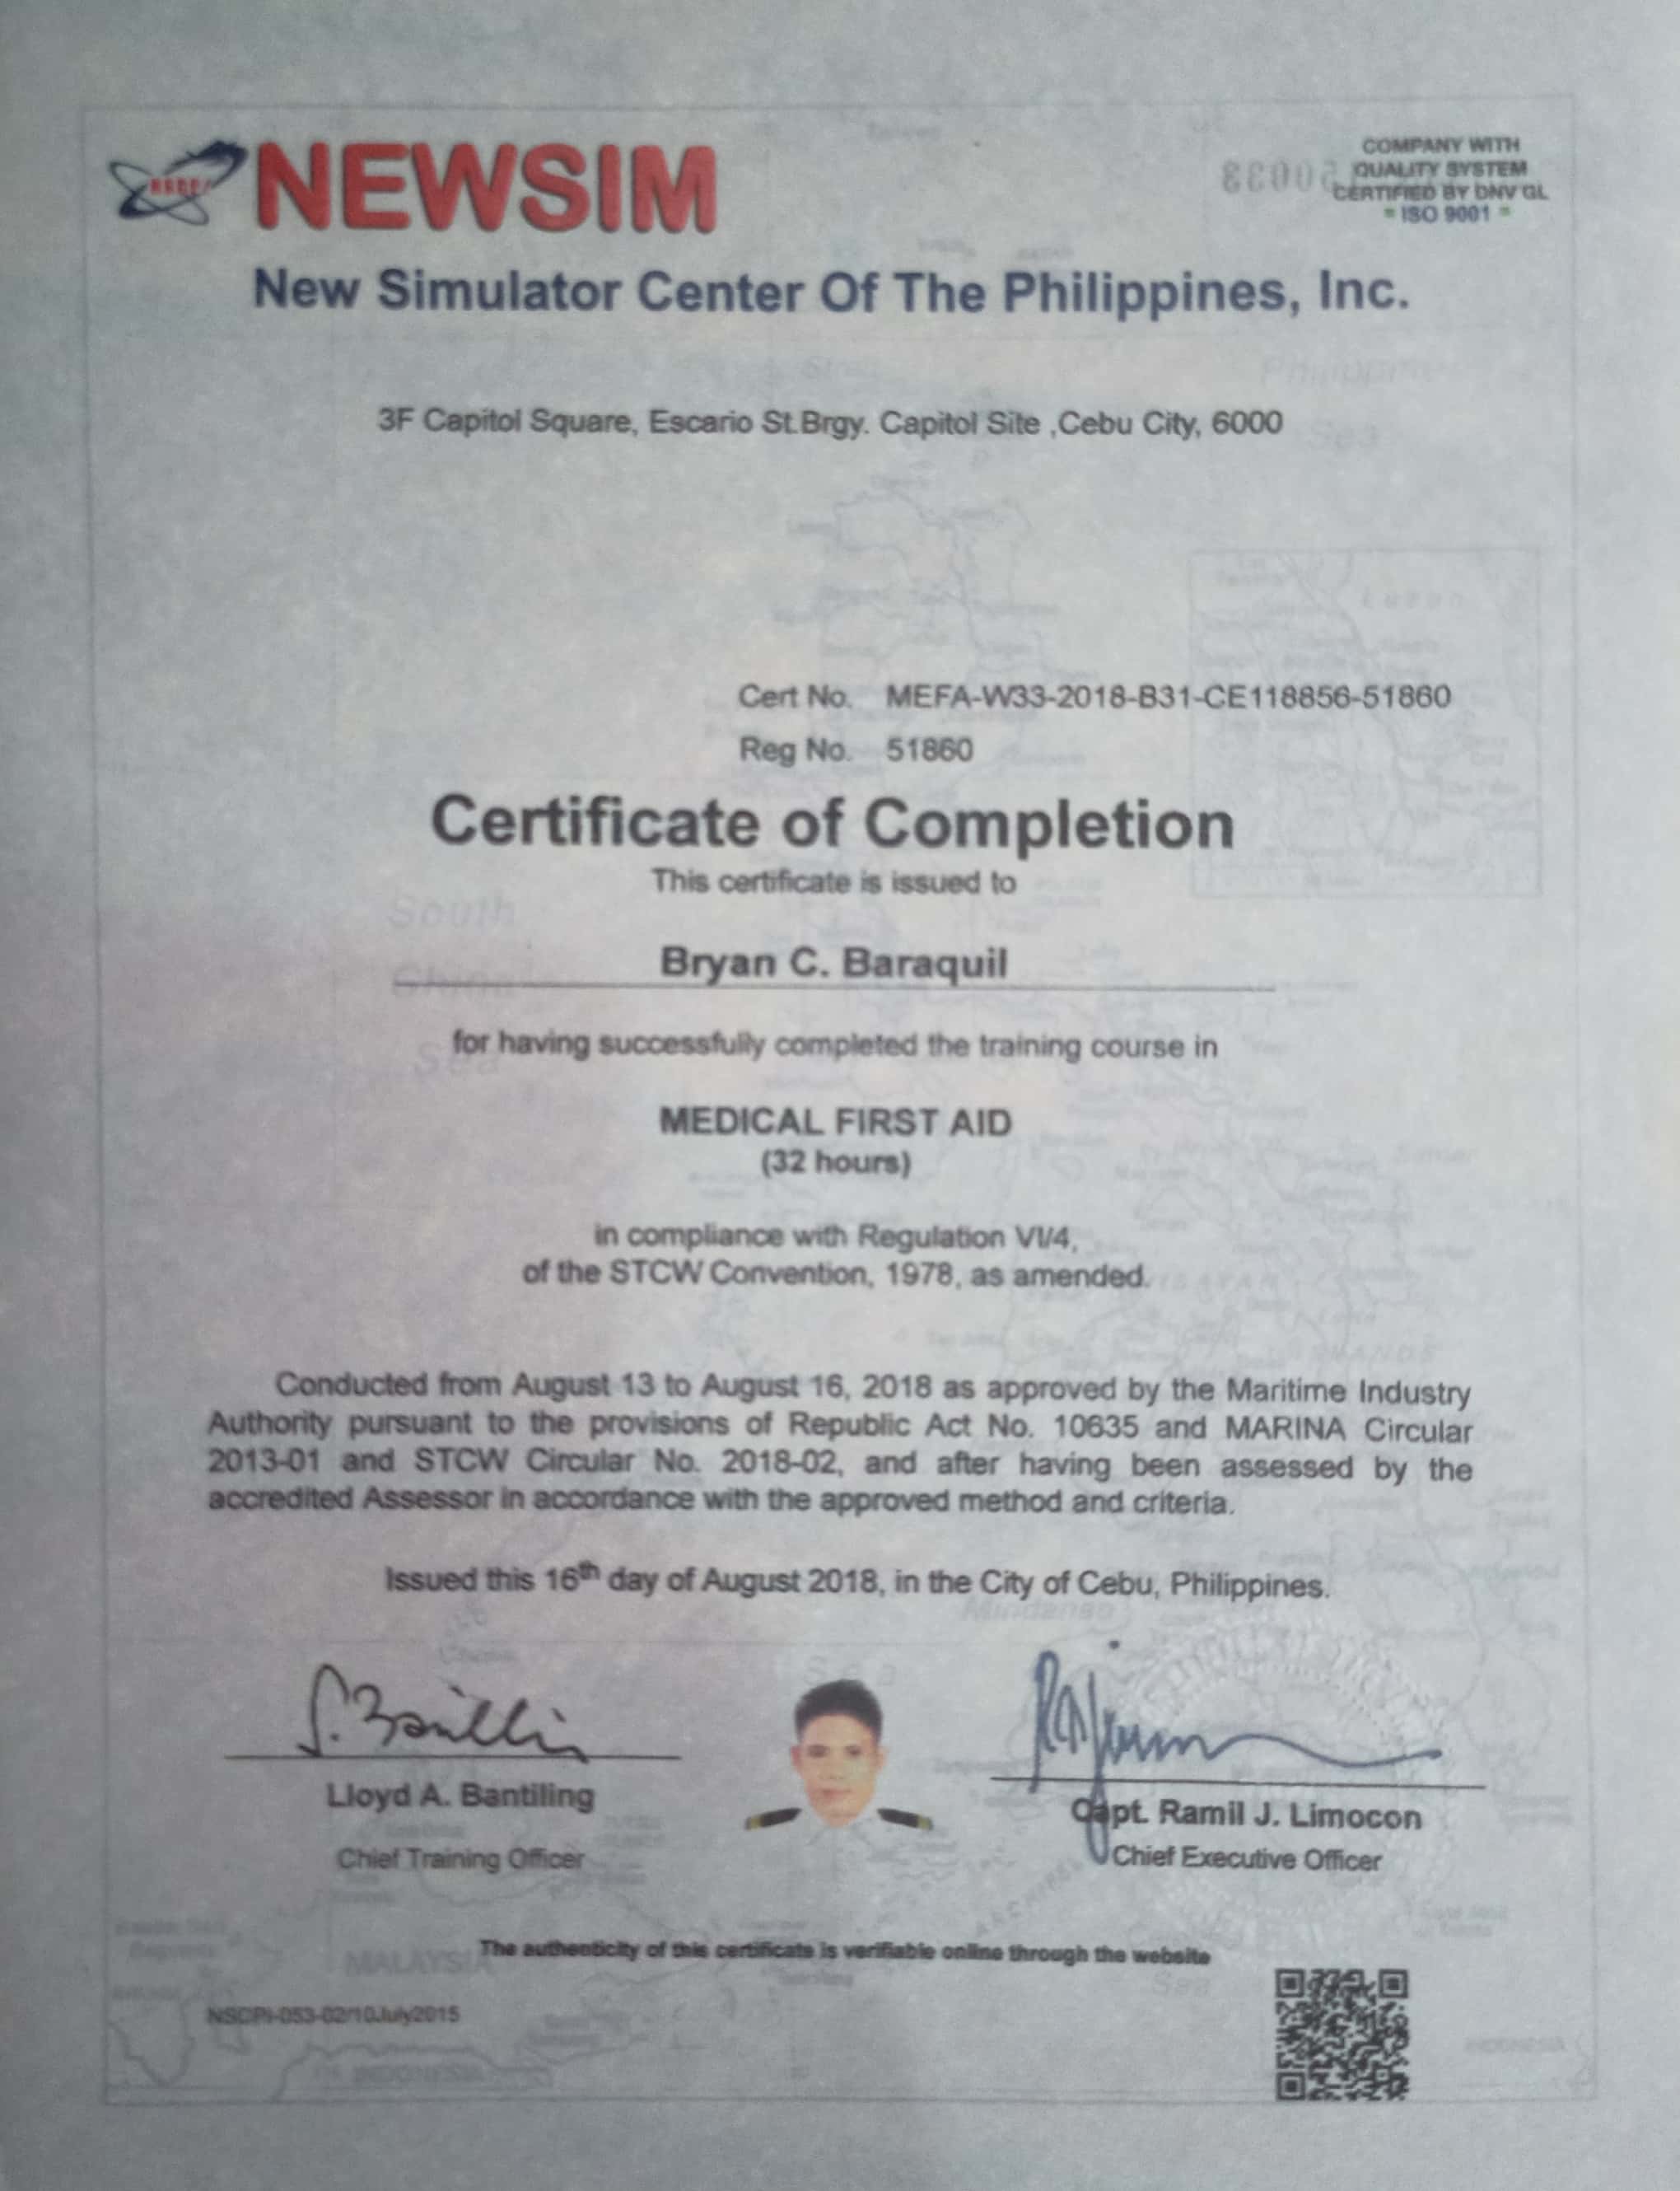 NEWSIM
COMPANY WITH
QUALITY SYSTEM
CERTIFIED BY DNV GL
= ISO 9001 =
New Simulator Center Of The Philippines, Inc.
3F Capitol Square, Escario St.Brgy. Capitol Site ,Cebu City, 6000
Cert No. MEFA-W33-2018-B31-CE118856-51860
Reg No. 51860
Certificate of Completion
This certificate is issued to
Bryan C. Baraquil
for having successfully completed the training course in
MEDICAL FIRST AID
(32 hours)
in compliance with Regulation VI/4,
of the STCW Convention, 1978, as amended.
Conducted from August 13 to August 16, 2018 as approved by the Maritime Industry
Authority pursuant to the provisions of Republic Act No. 10635 and MARINA Circular
2013-01 and STCW Circular No. 2018-02, and after having been assessed by the
accredited Assessor in accordance with the approved method and criteria.
Issued this 16th day of August 2018, in the City of Cebu, Philippines.
Lloyd A. Bantiling
Chief Training Officer
Capt. Ramil J. Limocon
Chief Executive Officer
The authenticity of this certificate is verifiable online through the website
NSCPI-053-02/10July2015
South
China
Sea
Mindanao
MALAYSIA